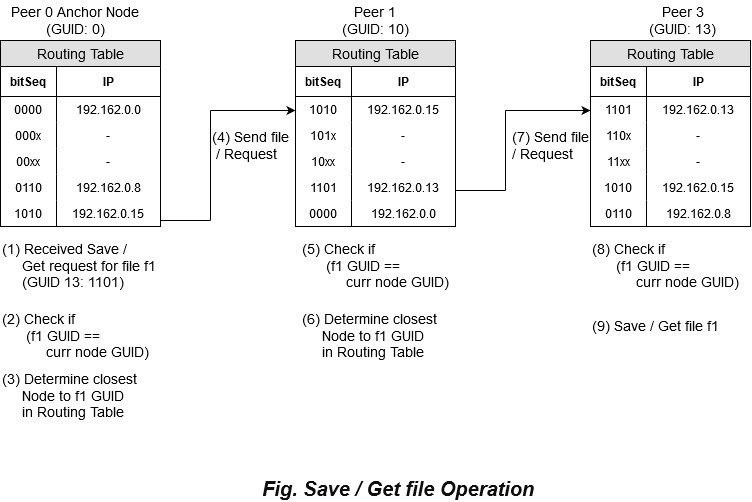 Peer 0 Anchor Node
(GUID: 0)
Routing Table
bitSeq IP
0000 192.162.0.0
000x -
00xx -
0110 192.162.0.8
1010 192.162.0.15
(1) Received Save /
Get request for file f1
(GUID 13: 1101)
(2) Check if
(f1 GUID ==
curr node GUID)
(3) Determine closest
Node to f1 GUID
in Routing Table
(4) Send file
/ Request
Peer 1
(GUID: 10)
Routing Table
bitSeq IP
1010 192.162.0.15
101x -
10xx -
1101 192.162.0.13
0000 192.162.0.0
(5) Check if
(f1 GUID ==
curr node GUID)
(6) Determine closest
Node to f1 GUID
in Routing Table
(7) Send file
/ Request
Peer 3
(GUID: 13)
Routing Table
bitSeq IP
1101 192.162.0.13
110x -
11xx -
1010 192.162.0.15
0110 192.162.0.8
(8) Check if
(f1 GUID ==
curr node GUID)
(9) Save / Get file f1
Fig. Save / Get file Operation